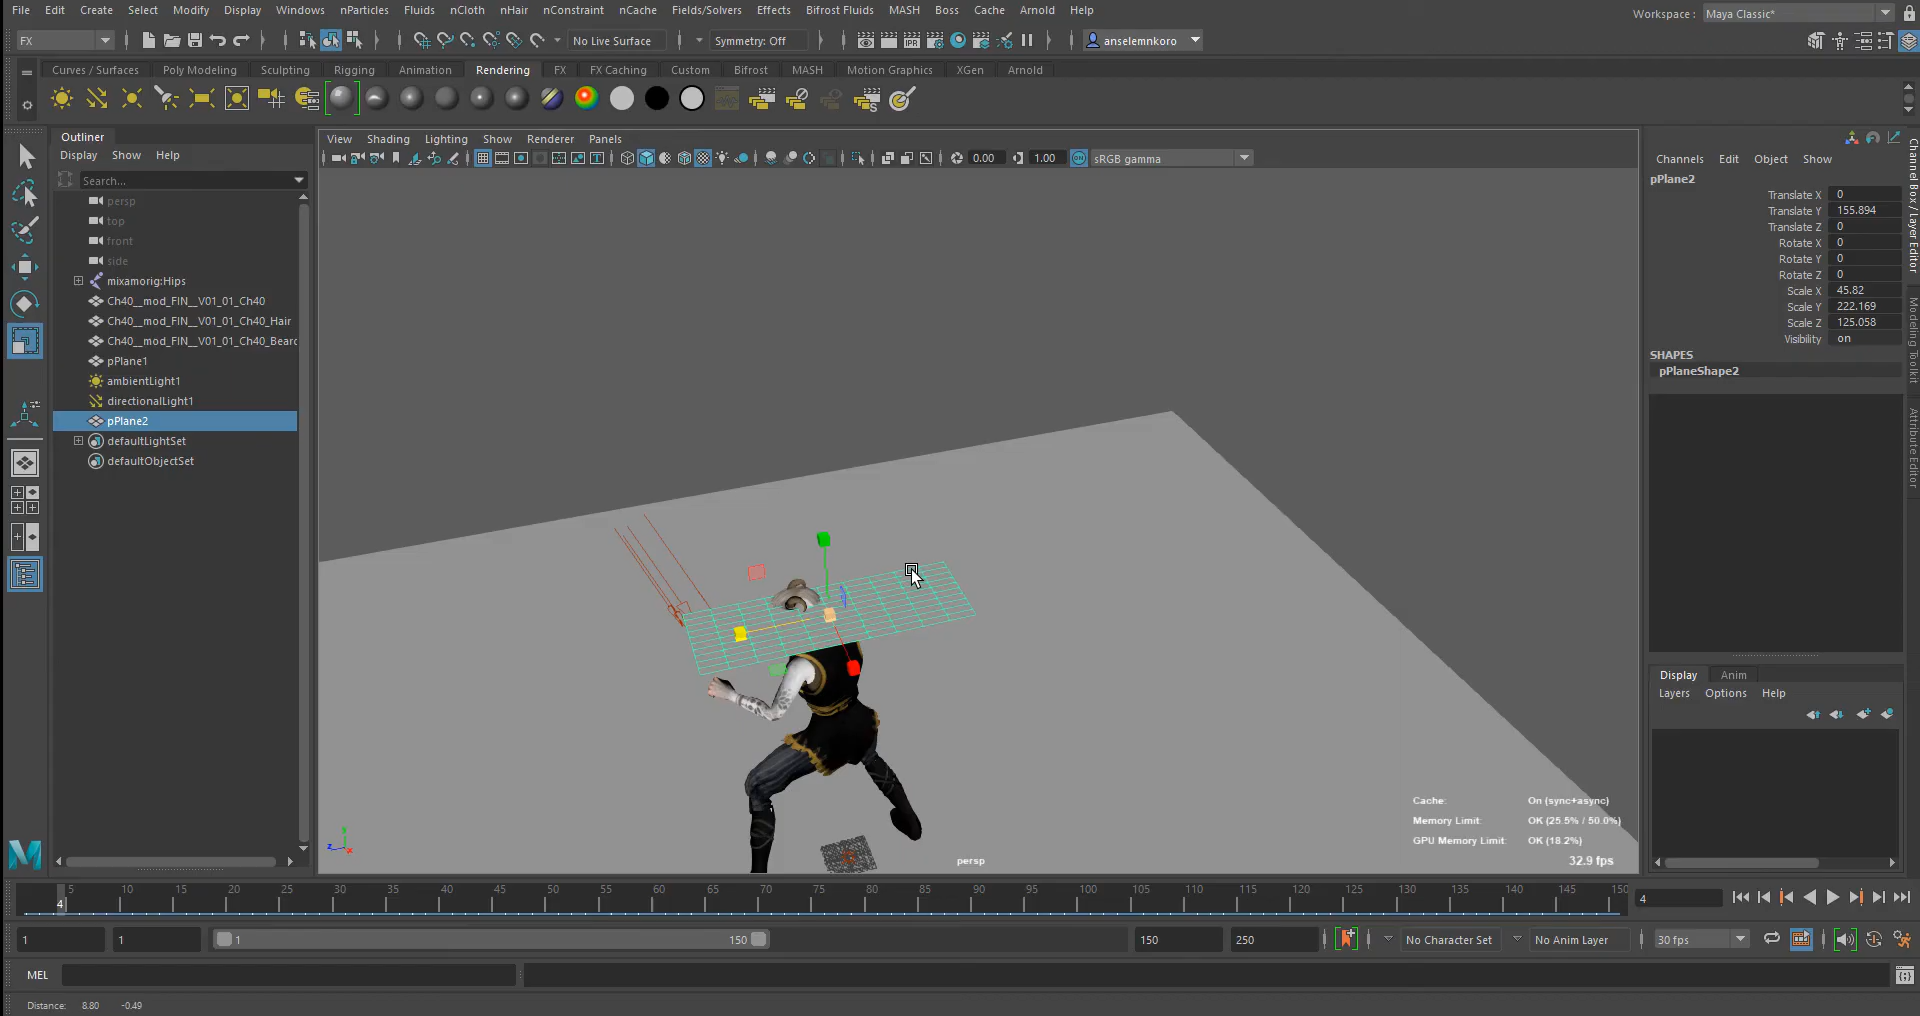 File Edit Create Select Modify Display Windows nParticles Fluids nCloth nHair nConstraint nCache Fields/Solvers Effects Bifrost Fluids MASH Boss Cache Arnold Help
Workspace : Maya Classic*
FX No Live Surface Symmetry: Off anselemnkoro
Curves / Surfaces Poly Modeling Sculpting Rigging Animation Rendering FX FX Caching Custom Bifrost MASH Motion Graphics XGen Arnold
Outliner
Display Show Help
Search...
persp
top
front
side
mixamorig:Hips
Ch40__mod_FIN__V01_01_Ch40
Ch40__mod_FIN__V01_01_Ch40_Hair
Ch40__mod_FIN__V01_01_Ch40_Beard
pPlane1
ambientLight1
directionalLight1
pPlane2
defaultLightSet
defaultObjectSet
View Shading Lighting Show Renderer Panels
0.00 1.00 ON sRGB gamma
Cache: On (sync+async)
Memory Limit: OK (25.5% / 50.0%)
GPU Memory Limit: OK (18.2%)
32.9 fps
persp
Channels Edit Object Show
pPlane2
Translate X 0
Translate Y 155.894
Translate Z 0
Rotate X 0
Rotate Y 0
Rotate Z 0
Scale X 45.82
Scale Y 222.169
Scale Z 125.058
Visibility on
SHAPES
pPlaneShape2
Channel Box / Layer Editor
Modeling Toolkit
Attribute Editor
Display Anim
Layers Options Help
5 10 15 20 25 30 35 40 45 50 55 60 65 70 75 80 85 90 95 100 105 110 115 120 125 130 135 140 145 150
4
4
1 1 1 150 150 250 No Character Set No Anim Layer 30 fps
MEL
Distance: 8.80 -0.49